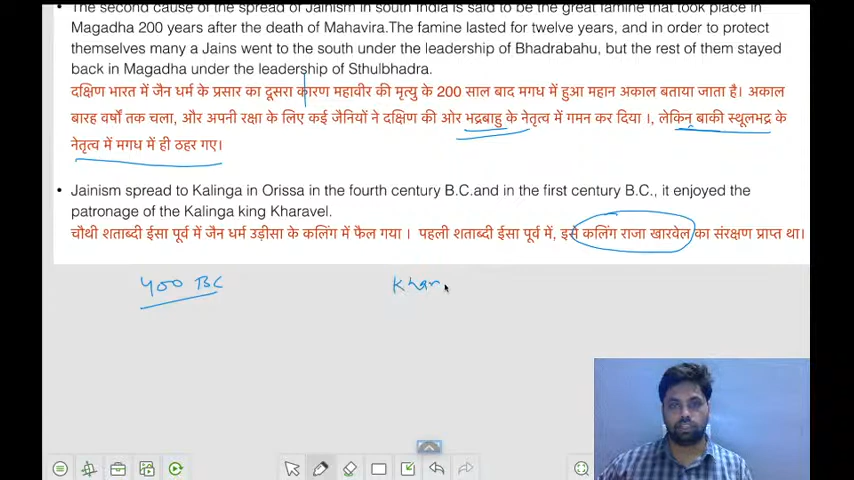 The second cause of the spread of Jainism in south India is said to be the great famine that took place in
Magadha 200 years after the death of Mahavira.The famine lasted for twelve years, and in order to protect
themselves many a Jains went to the south under the leadership of Bhadrabahu, but the rest of them stayed
back in Magadha under the leadership of Sthulbhadra.
दक्षिण भारत में जैन धर्म के प्रसार का दूसरा कारण महावीर की मृत्यु के 200 साल बाद मगध में हुआ महान अकाल बताया जाता है। अकाल
बारह वर्षों तक चला, और अपनी रक्षा के लिए कई जैनियों ने दक्षिण की ओर भद्रबाहु के नेतृत्व में गमन कर दिया ।, लेकिन बाकी स्थूलभद्र के
नेतृत्व में मगध में ही ठहर गए।
• Jainism spread to Kalinga in Orissa in the fourth century B.C.and in the first century B.C., it enjoyed the
patronage of the Kalinga king Kharavel.
चौथी शताब्दी ईसा पूर्व में जैन धर्म उड़ीसा के कलिंग में फैल गया । पहली शताब्दी ईसा पूर्व में, इसे कलिंग राजा खारवेल का संरक्षण प्राप्त था।
400 BC Khar